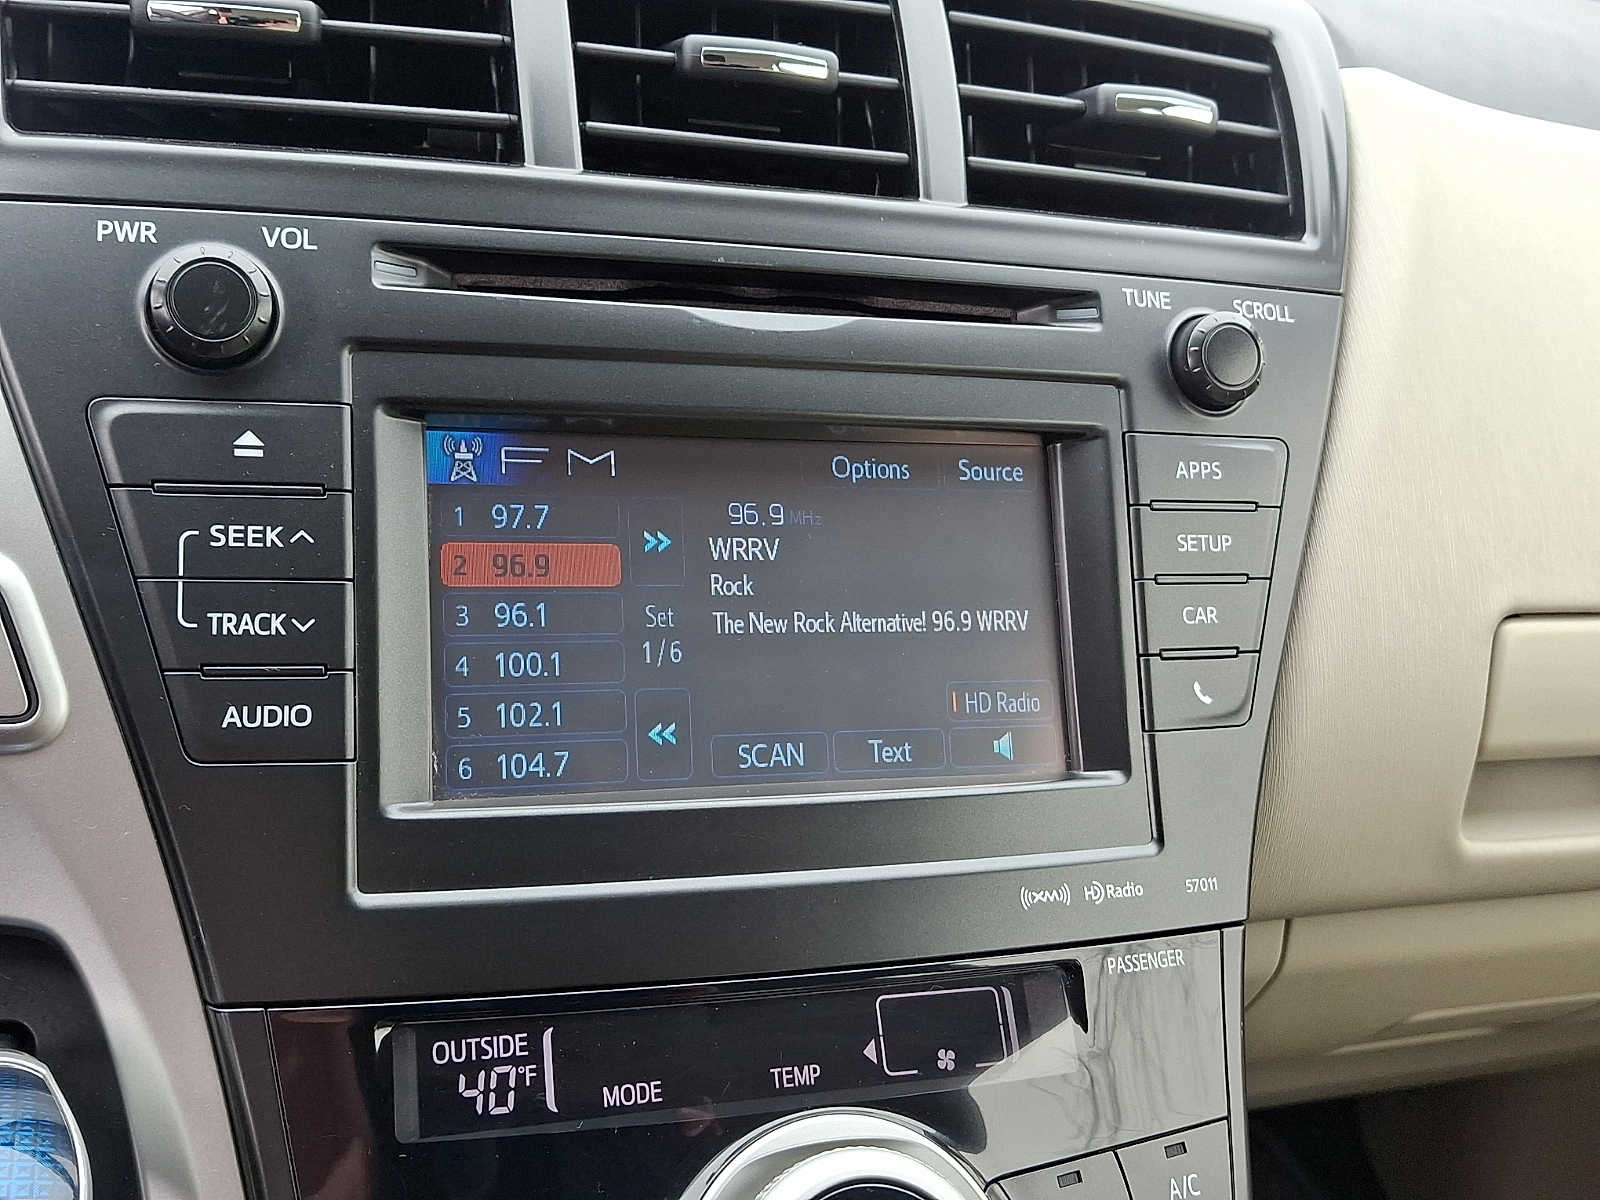 PWR VOL
TUNE SCROLL
SEEK
TRACK
AUDIO
FM
Options Source
1 97.7
2 96.9
3 96.1
4 100.1
5 102.1
6 104.7
Set
1/6
96.9 MHz
WRRV
Rock
The New Rock Alternative! 96.9 WRRV
HD Radio
SCAN Text
APPS
SETUP
CAR
((XM)) HD Radio 57011
PASSENGER
OUTSIDE
40°F
MODE
TEMP
A/C